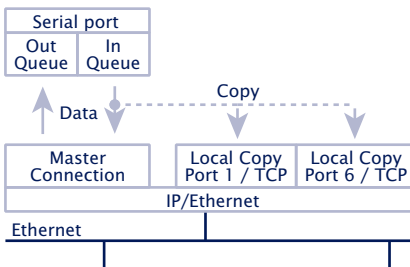 Serial port
Out
Queue
In
Queue
Copy
Data
Master
Connection
Local Copy
Port 1 / TCP
Local Copy
Port 6 / TCP
IP/Ethernet
Ethernet